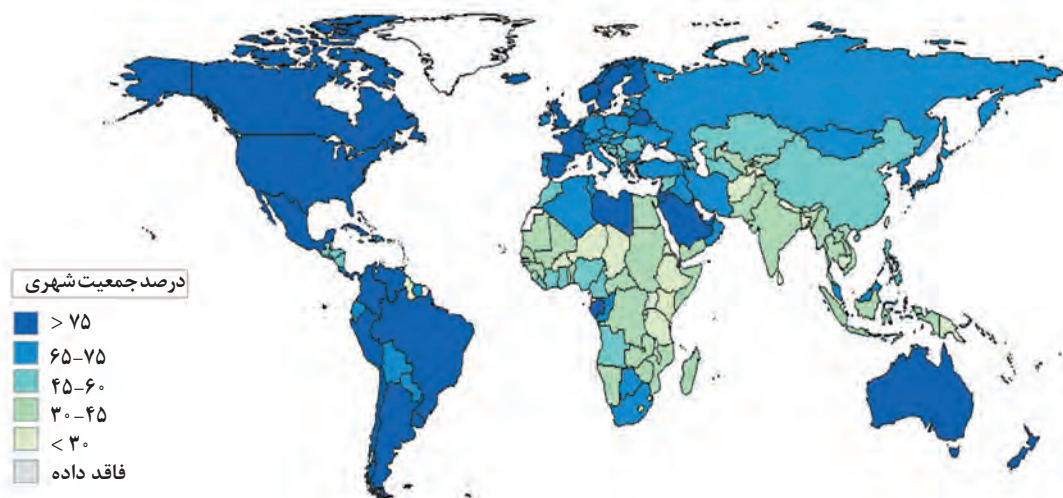 درصد جمعیت شهری
> ۷۵
۶۵-۷۵
۴۵-۶۰
۳۰-۴۵
< ۳۰
فاقد داده